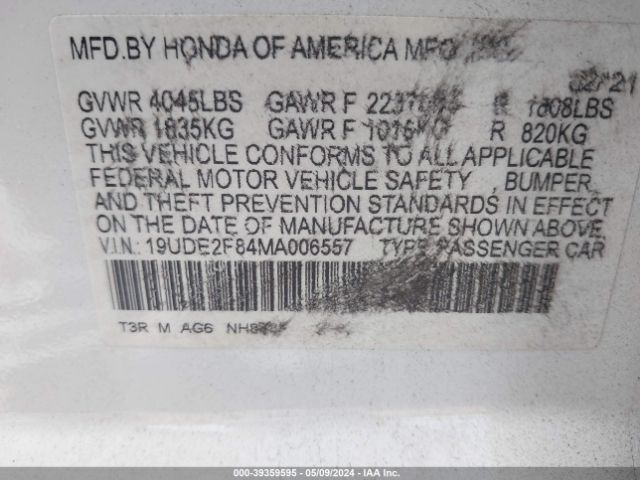 MFD.BY HONDA OF AMERICA MFG
02/21
GVWR 4045LBS GAWR F R 1808LBS
GVWR 1835KG GAWR F R 820KG
THIS VEHICLE CONFORMS TO ALL APPLICABLE
FEDERAL MOTOR VEHICLE SAFETY , BUMPER
AND THEFT PREVENTION STANDARDS IN EFFECT
ON THE DATE OF MANUFACTURE SHOWN ABOVE.
V.I.N.: 19UDE2F84MA006557 TYPE:PASSENGER CAR
T3R M AG6
000-39359595 - 05/09/2024 - IAA Inc.